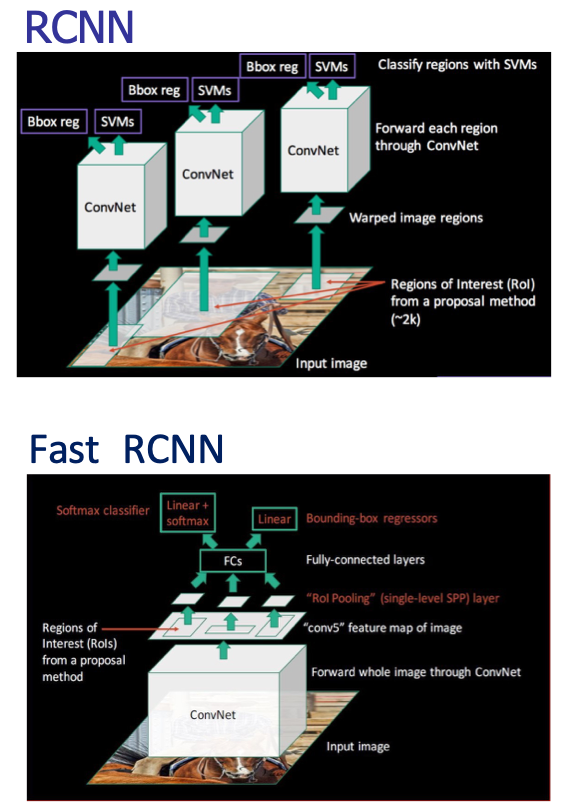 RCNN
Bbox reg
SVMs
Classify regions with SVMs
Bbox reg
SVMs
Bbox reg
SVMs
Forward each region
through ConvNet
ConvNet
ConvNet
ConvNet
Warped image regions
Regions of Interest (RoI)
from a proposal method
(~2k)
Input image
Fast RCNN
Softmax classifier
Linear +
softmax
Linear
Bounding-box regressors
FCs
Fully-connected layers
"RoI Pooling" (single-level SPP) layer
Regions of
Interest (RoIs)
from a proposal
method
"conv5" feature map of image
Forward whole image through ConvNet
ConvNet
Input image